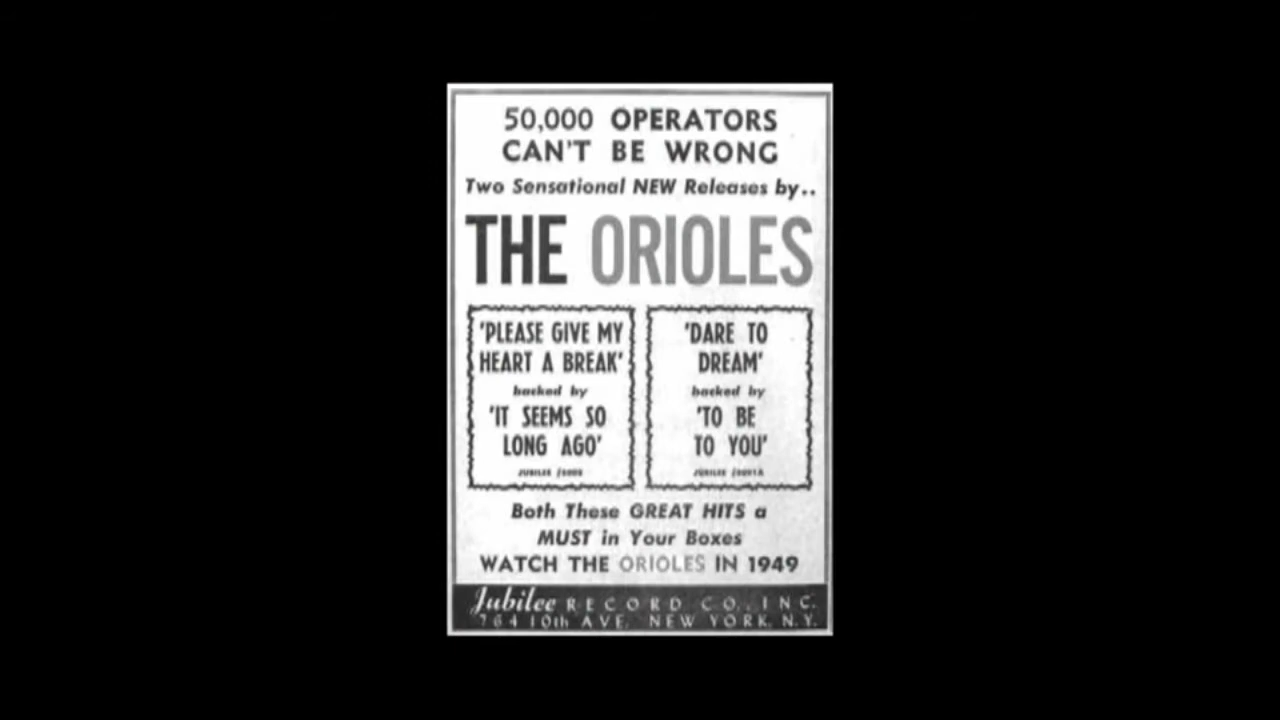 50,000 OPERATORS
CAN'T BE WRONG
Two Sensational NEW Releases by..
THE ORIOLES
'PLEASE GIVE MY
HEART A BREAK'
backed by
'IT SEEMS SO
LONG AGO'
JUBILEE
'DARE TO
DREAM'
backed by
'TO BE
TO YOU'
JUBILEE
Both These GREAT HITS a
MUST in Your Boxes
WATCH THE ORIOLES IN 1949
Jubilee RECORD CO., INC.
764 10th AVE. NEW YORK, N.Y.